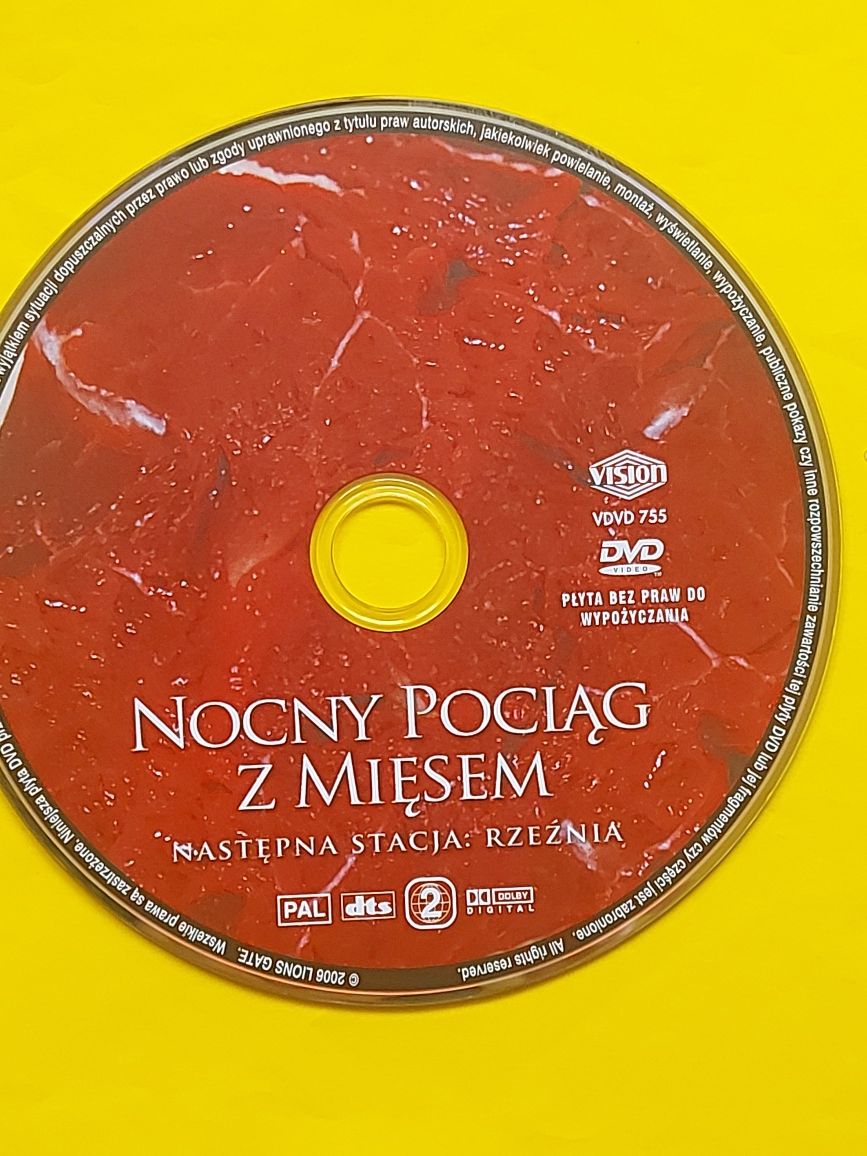 wyjątkiem sytuacji dopuszczalnych przez prawo lub zgody uprawnionego z tytułu praw autorskich, jakiekolwiek powielanie, montaż, wyświetlanie, wypożyczanie, publiczne pokazy czy inne rozpowszechnianie zawartości tej płyty DVD lub jej fragmentów czy części jest zabronione. All rights reserved.
© 2006 LIONS GATE. Wszelkie prawa są zastrzeżone. Niniejsza płyta DVD
VISION
VDVD 755
DVD
VIDEO
PŁYTA BEZ PRAW DO
WYPOŻYCZANIA
NOCNY POCIĄG
Z MIĘSEM
NASTĘPNA STACJA: RZEŹNIA
PAL dts 2 DOLBY
DIGITAL